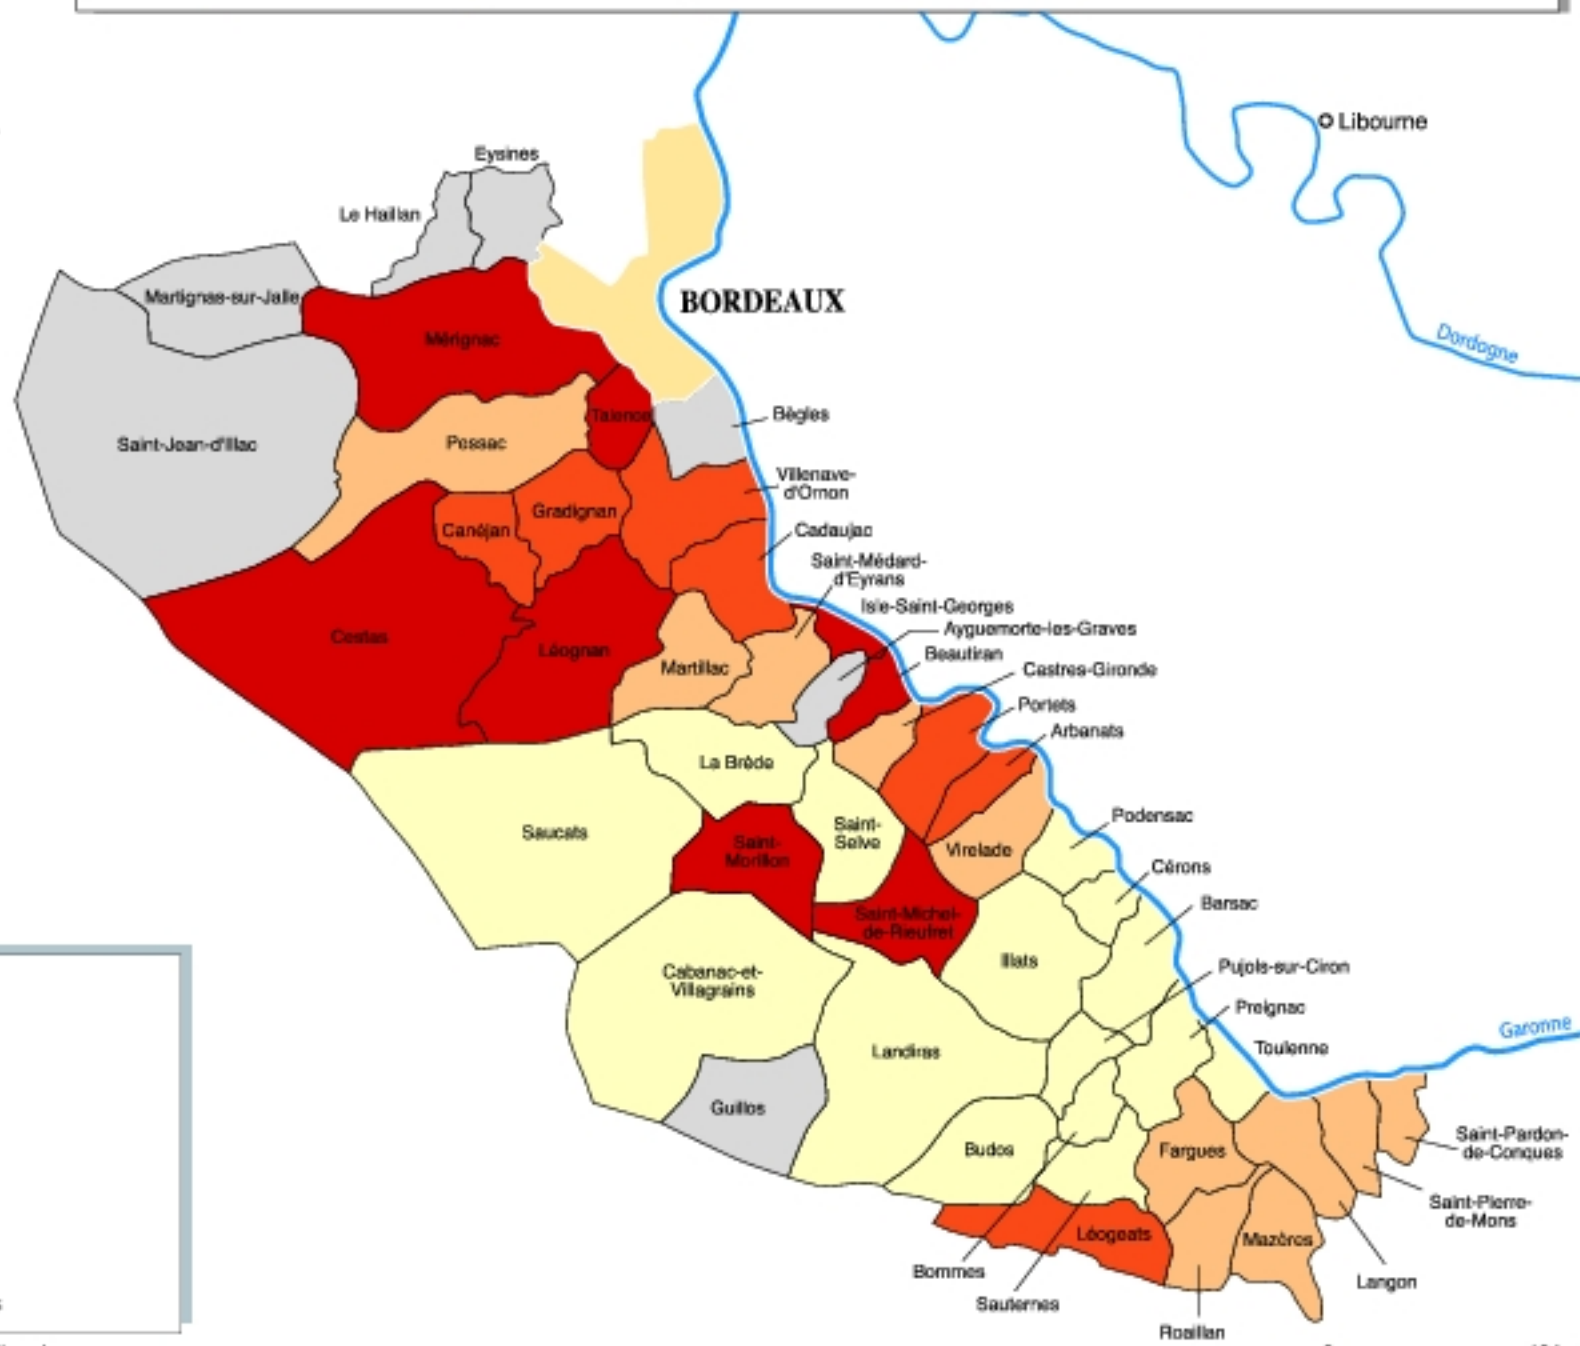 Libourne
Eysines
Le Haillan
Martignas-sur-Jalle
BORDEAUX
Mérignac
Dordogne
Talence
Bègles
Saint-Jean-d'Illac
Pessac
Villenave-
d'Ornon
Gradignan
Canéjan
Cadaujac
Saint-Médard-
d'Eyrans
Isle-Saint-Georges
Ayguemorte-les-Graves
Cestas
Léognan
Beautiran
Martillac
Castres-Gironde
Portets
Arbanats
La Brède
Podensac
Saucats
Saint-
Selve
Saint-
Morillon
Virelade
Cérons
Barsac
Saint-Michel-
de-Rieufret
Illats
Pujols-sur-Ciron
Cabanac-et-
Villagrains
Preignac
Garonne
Toulenne
Landiras
Guillos
Budos
Fargues
Saint-Pardon-
de-Conques
Saint-Pierre-
de-Mons
Léogeats
Mazères
Bommes
Langon
Sauternes
Roaillan